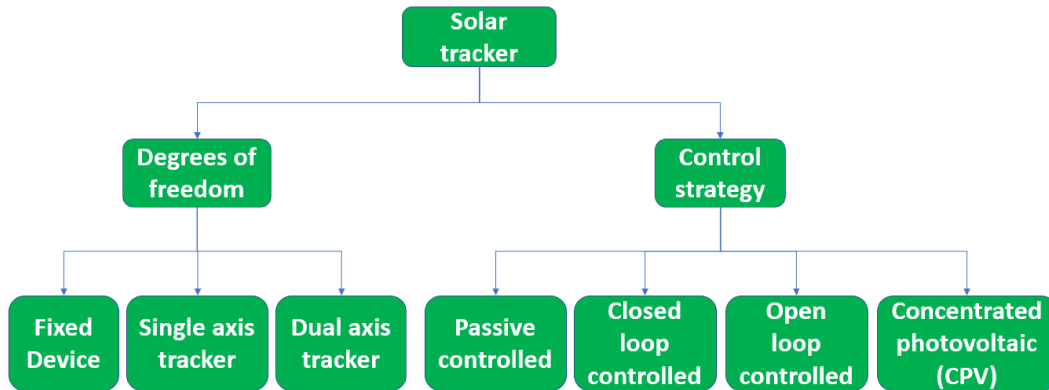 Solar
tracker
Degrees of
freedom
Control
strategy
Fixed
Device
Single axis
tracker
Dual axis
tracker
Passive
controlled
Closed
loop
controlled
Open
loop
controlled
Concentrated
photovoltaic
(CPV)